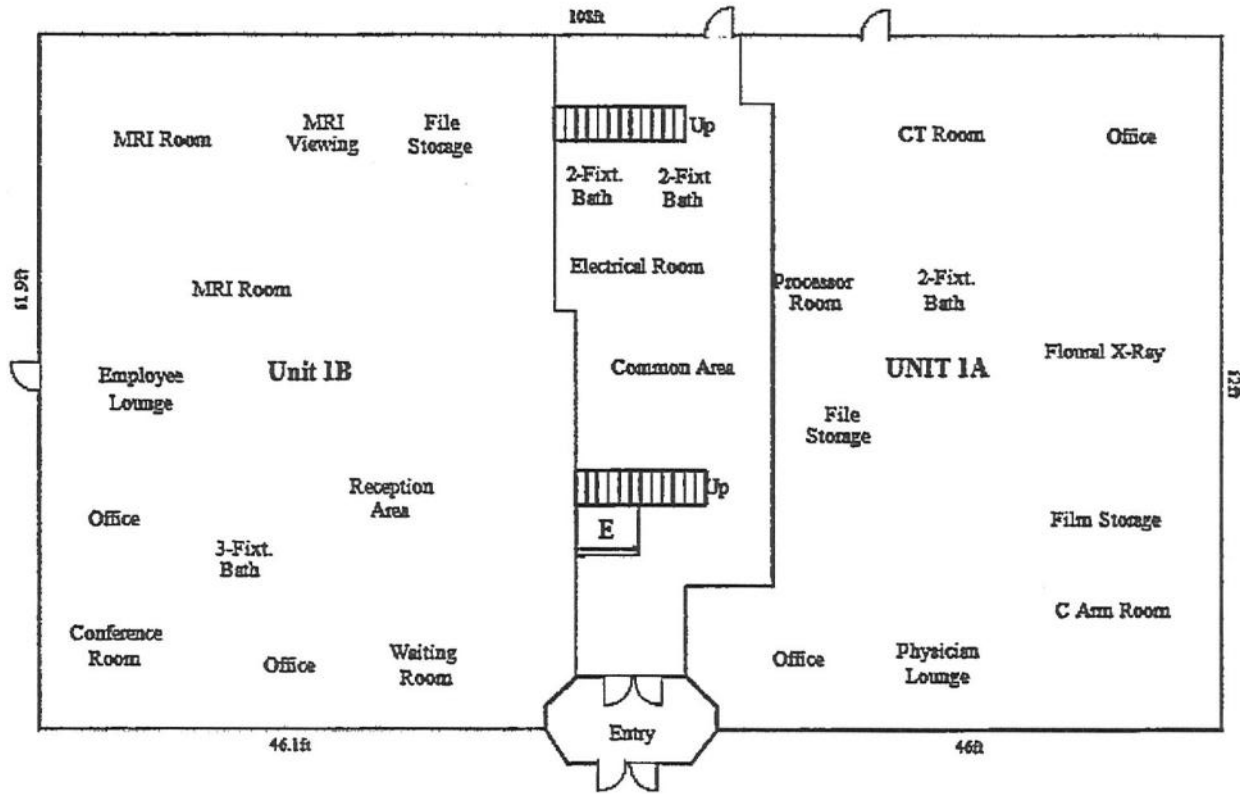 108ft
MRI Room
MRI
Viewing
File
Storage
Up
CT Room
Office
2-Fixt.
Bath
2-Fixt
Bath
Electrical Room
MRI Room
Processor
Room
2-Fixt.
Bath
61.9ft
Employee
Lounge
Unit 1B
Common Area
UNIT 1A
Floural X-Ray
File
Storage
Reception
Area
Up
Office
E
Film Storage
3-Fixt.
Bath
C Arm Room
Conference
Room
Office
Waiting
Room
Office
Physician
Lounge
Entry
46.1ft
46ft